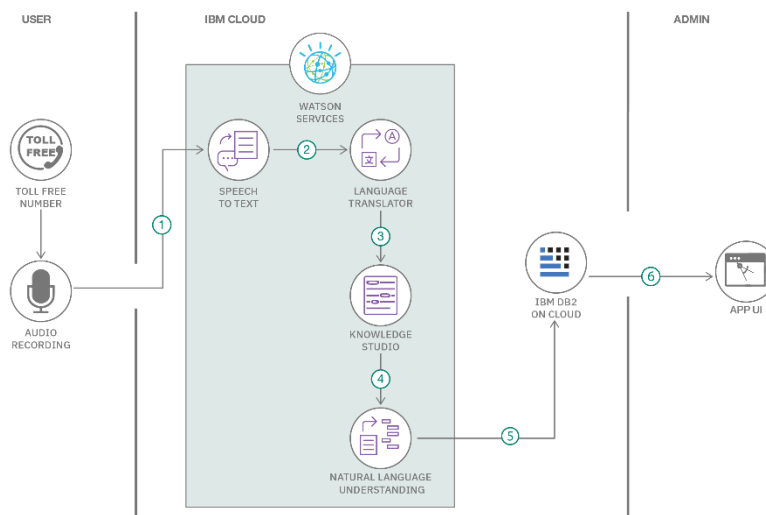 USER
IBM CLOUD
ADMIN
WATSON
SERVICES
TOLL
FREE
TOLL FREE
NUMBER
1
SPEECH
TO TEXT
2
A
文
LANGUAGE
TRANSLATOR
3
AUDIO
RECORDING
KNOWLEDGE
STUDIO
4
NATURAL LANGUAGE
UNDERSTANDING
5
IBM DB2
ON CLOUD
6
APP UI